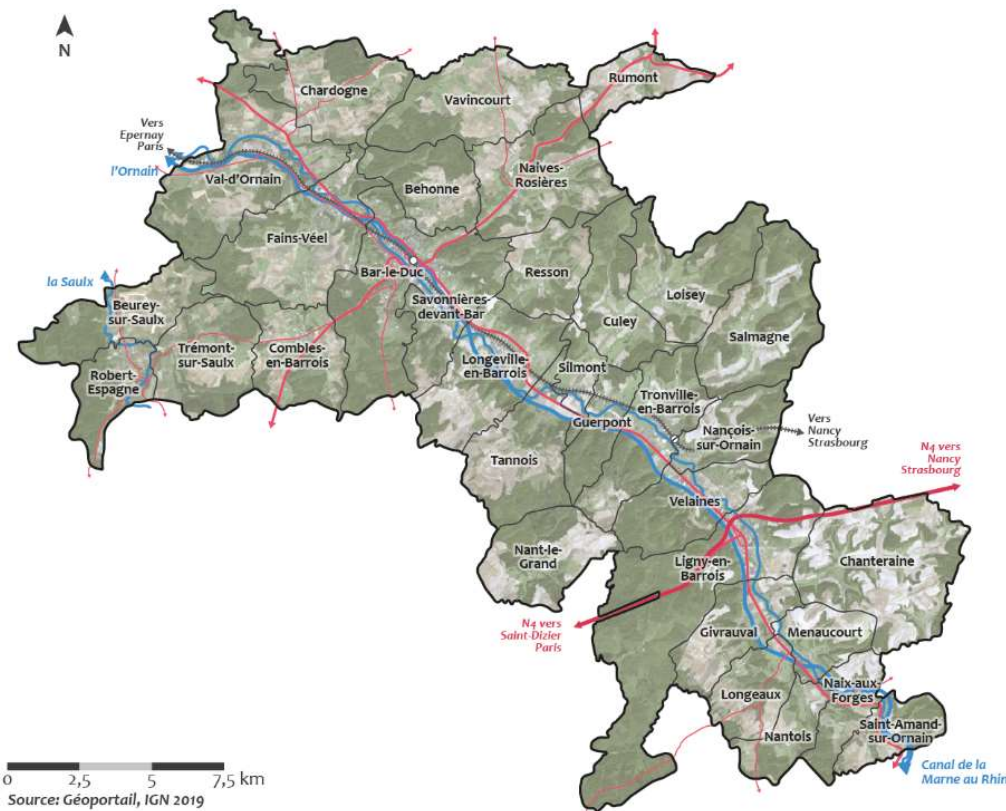 N
Rumont
Chardogne
Vavincourt
Vers
Epernay
Paris
l'Ornain
Val-d'Ornain
Behonne
Naives-
Rosières
Fains-Véel
Bar-le-Duc
Resson
la Saulx
Beurey-
sur-Saulx
Savonnières-
devant-Bar
Loisey
Culey
Salmagne
Trémont-
sur-Saulx
Combles-
en-Barrois
Longeville-
en-Barrois
Silmont
Robert-
Espagne
Tronville-
en-Barrois
Guerpont
Nançois-
sur-Ornain
Vers
Nancy
Strasbourg
Tannois
N4 vers
Nancy
Strasbourg
Velaines
Nant-le-
Grand
Ligny-en-
Barrois
Chanteraine
N4 vers
Saint-Dizier
Paris
Givrauval
Menaucourt
Longeaux
Naix-aux-
Forges
Nantois
Saint-Amand-
sur-Ornain
Canal de la
Marne au Rhin
0 2,5 5 7,5 km
Source: Géoportail, IGN 2019